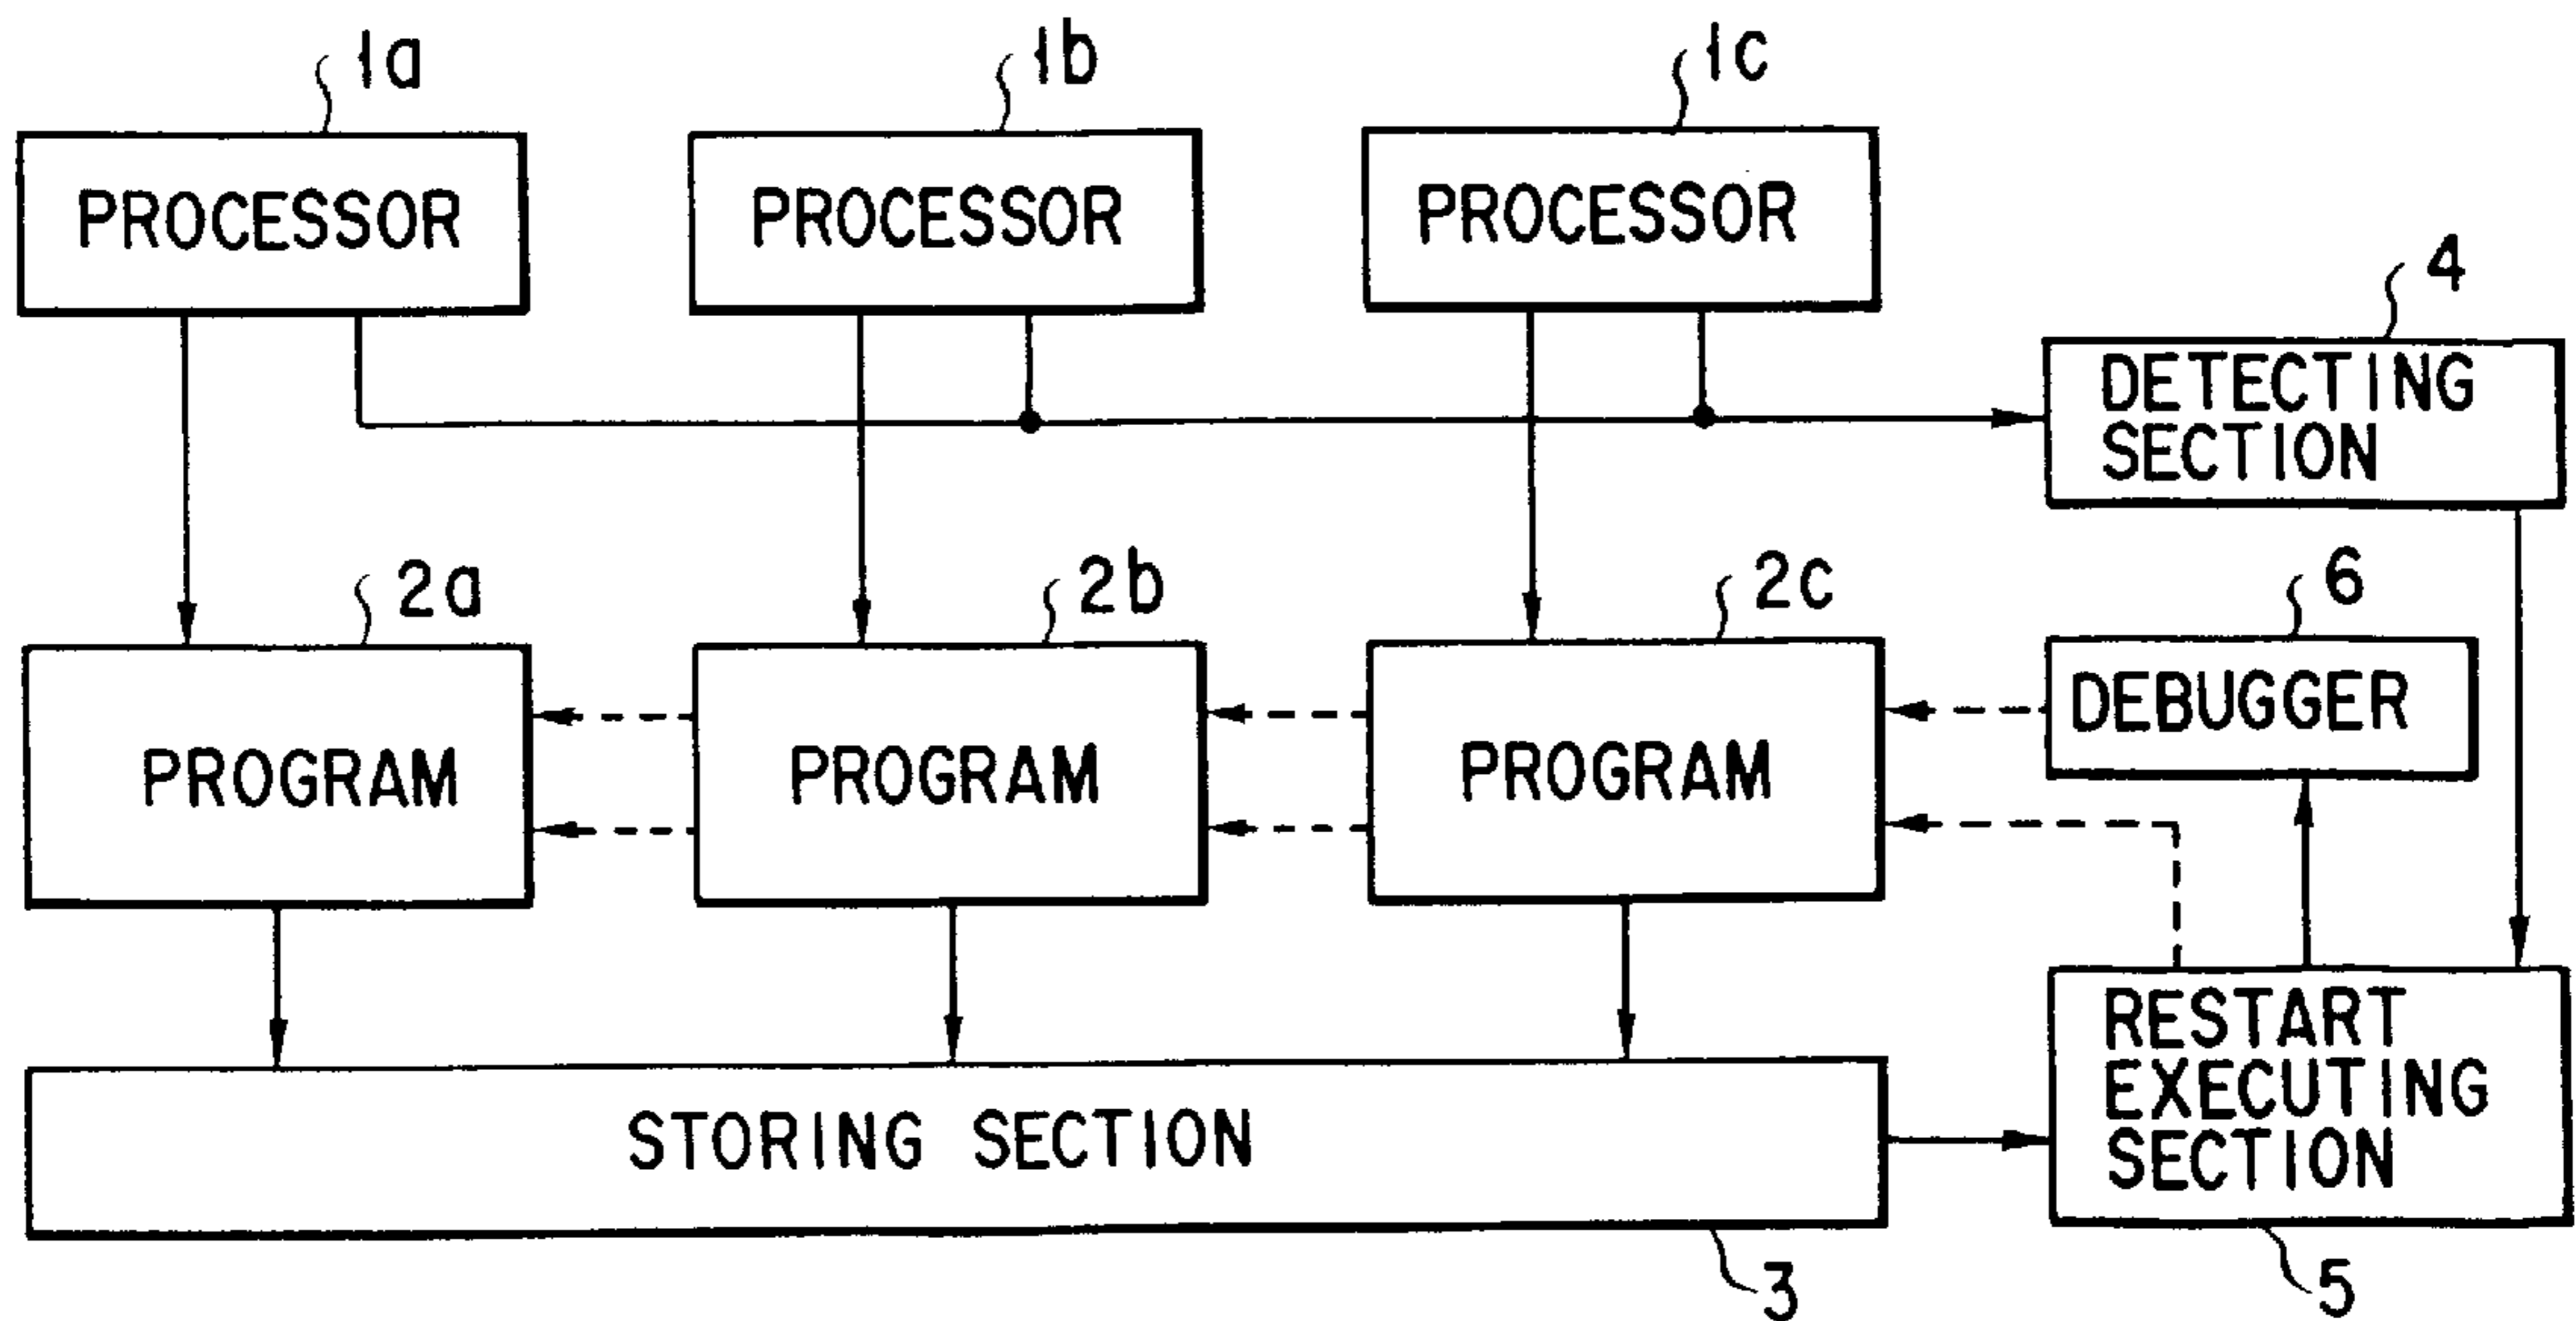 1a
1b
1c
PROCESSOR
PROCESSOR
PROCESSOR
4
DETECTING
SECTION
2a
2b
2c
6
PROGRAM
PROGRAM
PROGRAM
DEBUGGER
STORING SECTION
RESTART
EXECUTING
SECTION
3
5